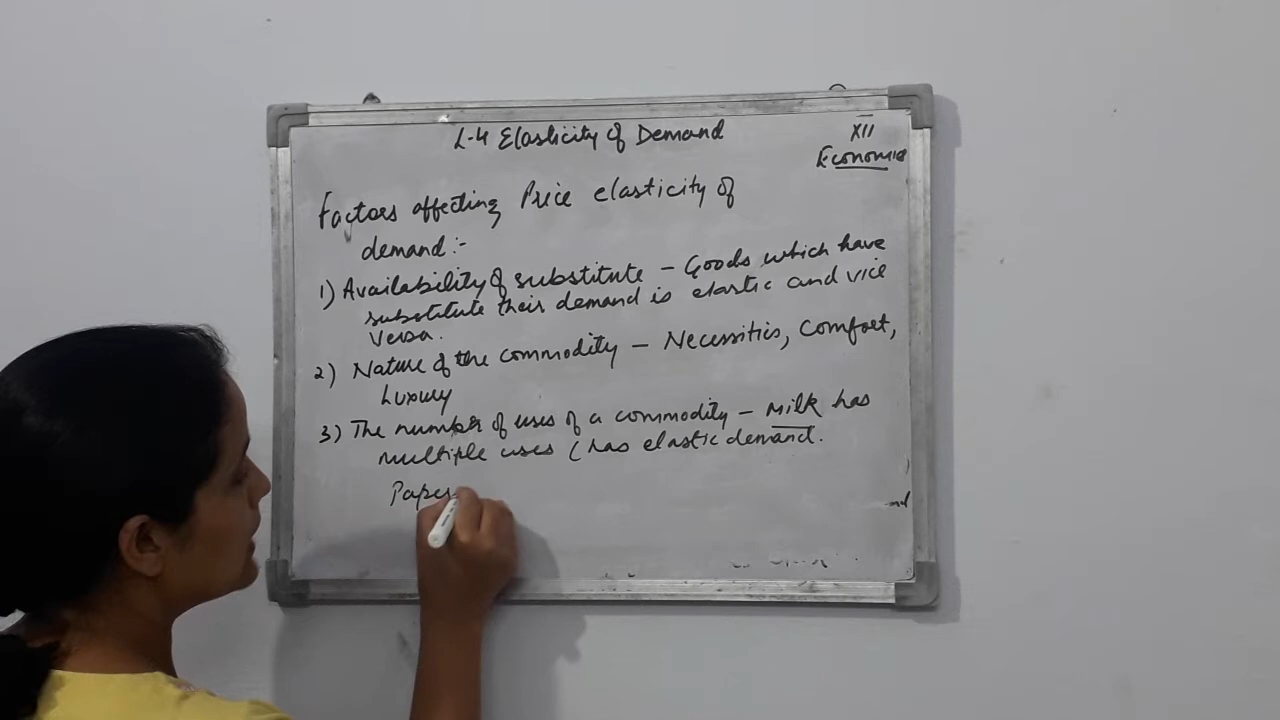 L-4 Elasticity of Demand
XII
Economics
Factors affecting Price elasticity of
demand :-
1) Availability of substitute - Goods which have
substitute their demand is elastic and vice
versa.
2) Nature of the commodity - Necessities, Comfort,
Luxury
3) The number of uses of a commodity - Milk has
multiple uses (has elastic demand.
Paper